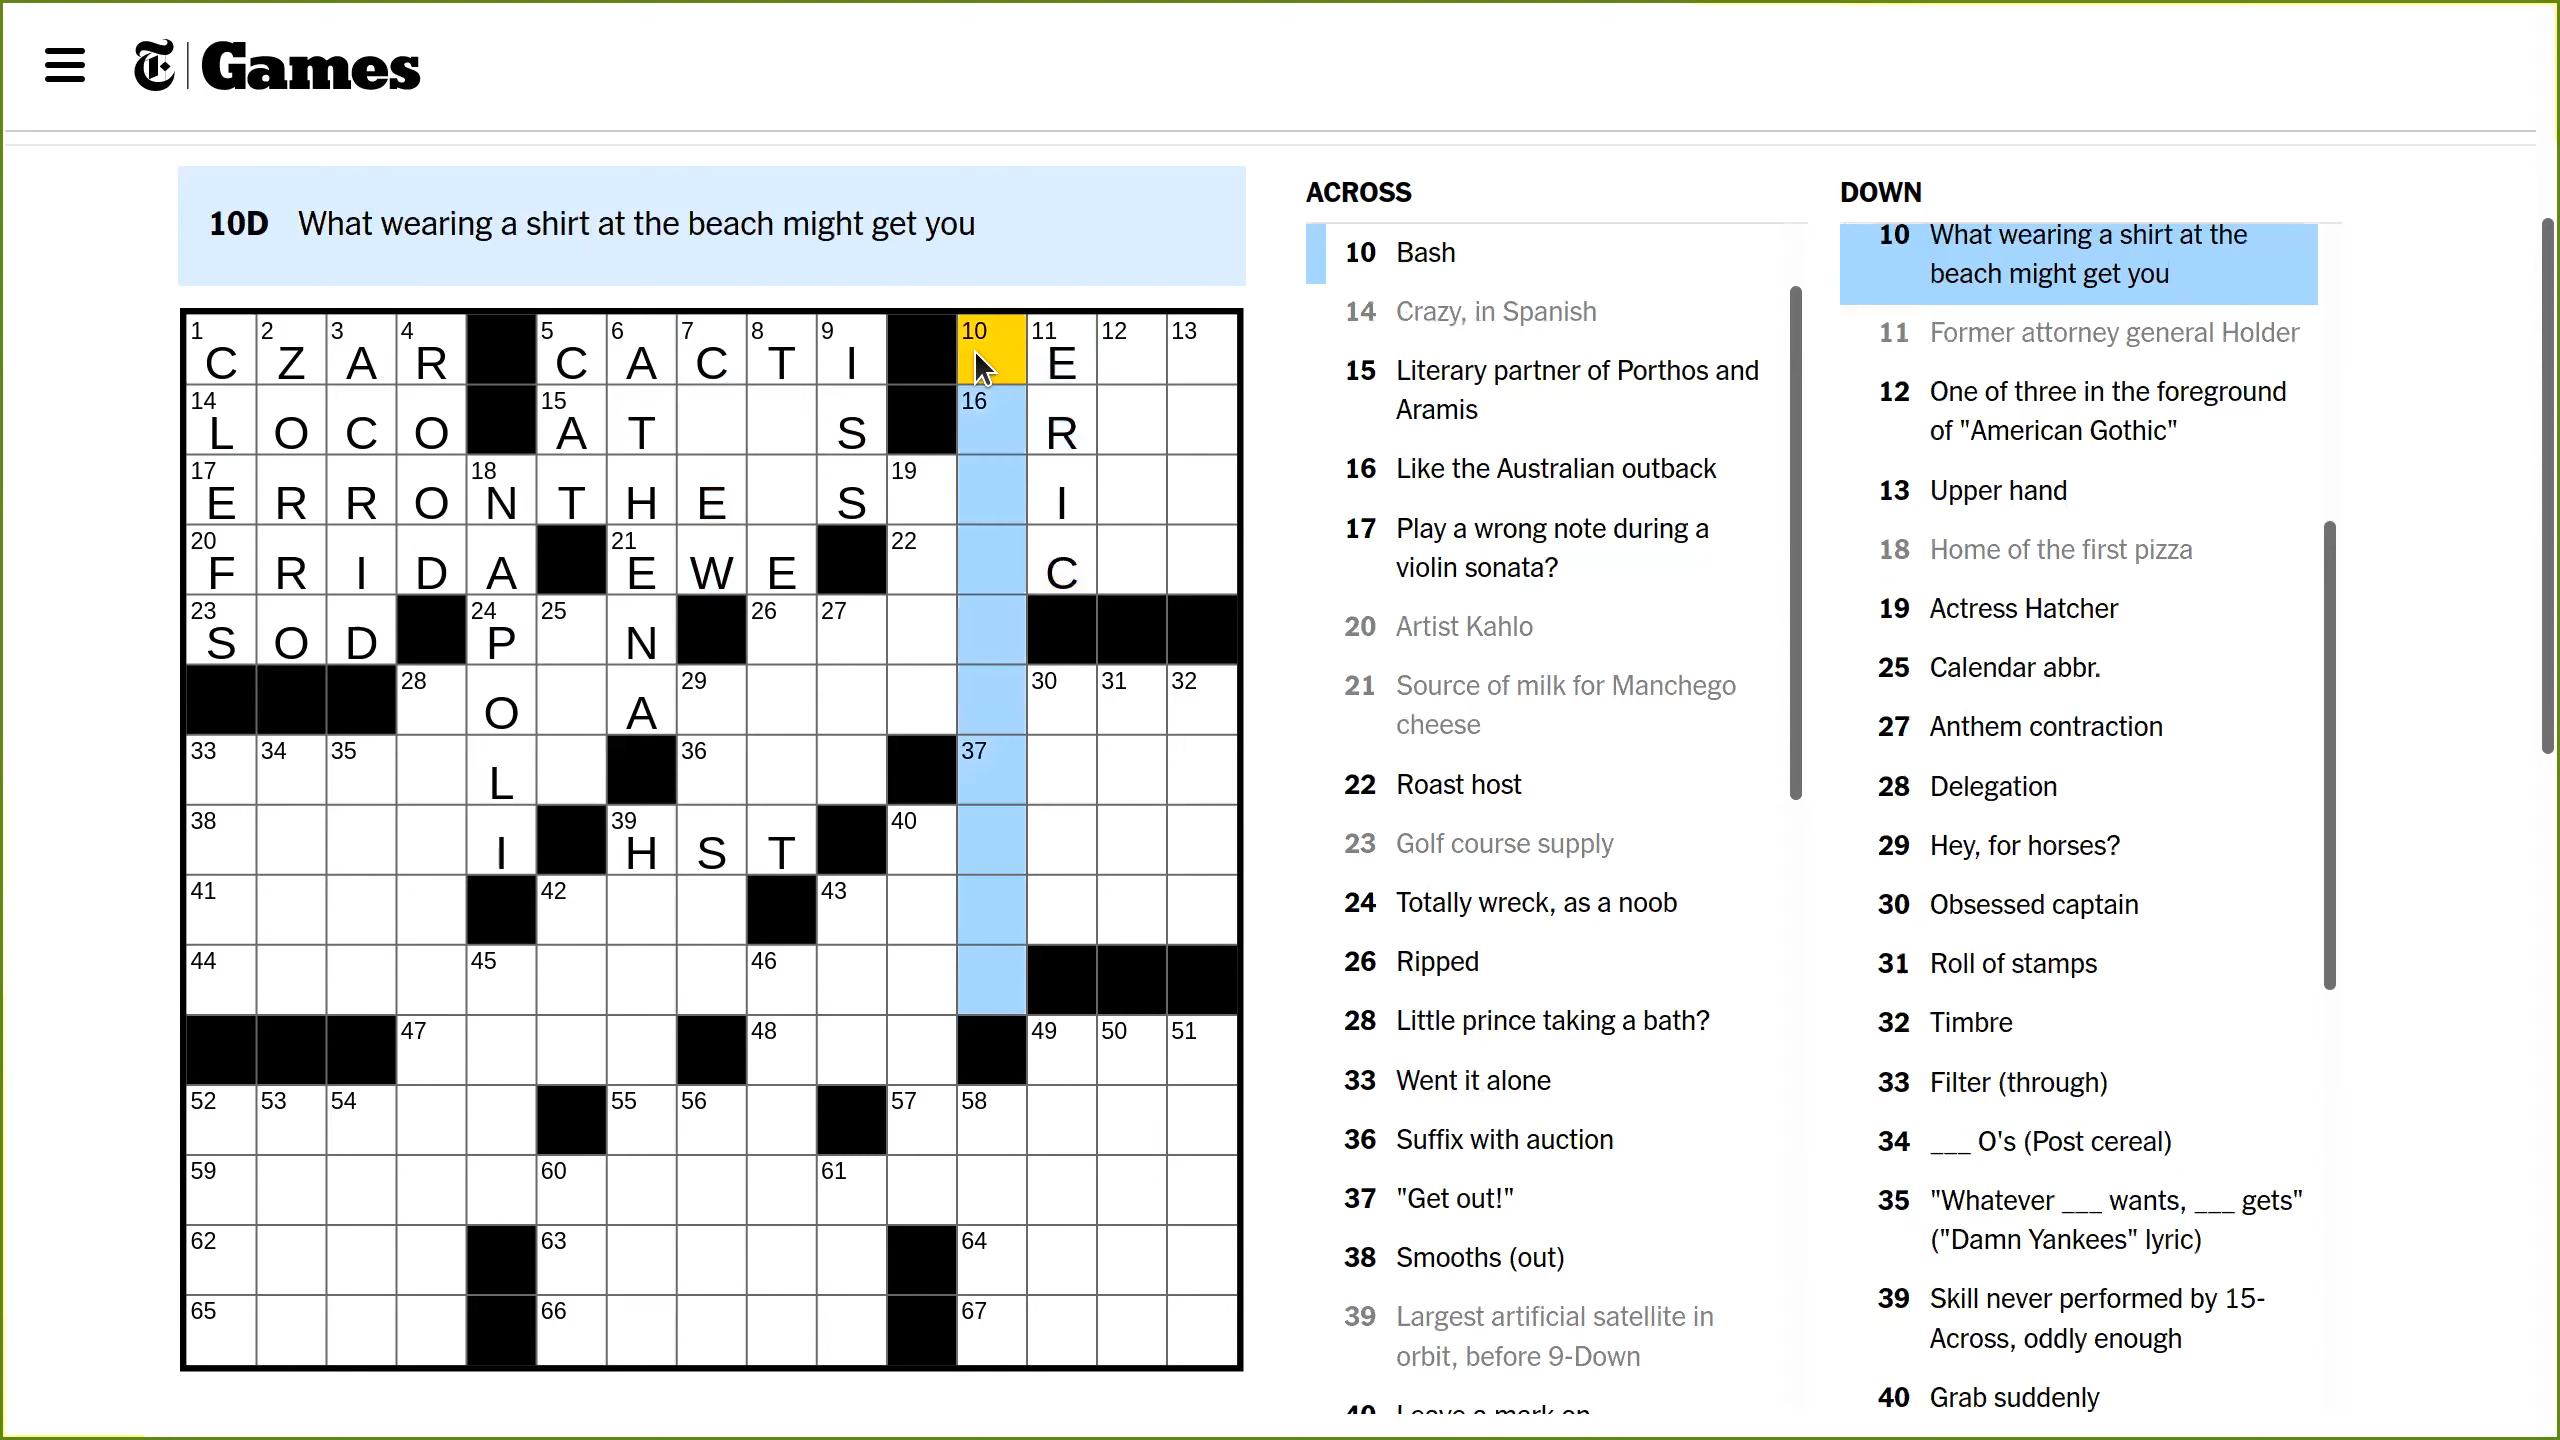 T Games
10D What wearing a shirt at the beach might get you
1 2 3 4 5 6 7 8 9 10 11 12 13
C Z A R C A C T I E
14 15 16
L O C O A T S R
17 18 19
E R R O N T H E S I
20 21 22
F R I D A E W E C
23 24 25 26 27
S O D P N
28 29 30 31 32
O A
33 34 35 36 37
L
38 39 40
I H S T
41 42 43
44 45 46
47 48 49 50 51
52 53 54 55 56 57 58
59 60 61
62 63 64
65 66 67
ACROSS
10 Bash
14 Crazy, in Spanish
15 Literary partner of Porthos and
Aramis
16 Like the Australian outback
17 Play a wrong note during a
violin sonata?
20 Artist Kahlo
21 Source of milk for Manchego
cheese
22 Roast host
23 Golf course supply
24 Totally wreck, as a noob
26 Ripped
28 Little prince taking a bath?
33 Went it alone
36 Suffix with auction
37 "Get out!"
38 Smooths (out)
39 Largest artificial satellite in
orbit, before 9-Down
40 Leave a mark on
DOWN
10 What wearing a shirt at the
beach might get you
11 Former attorney general Holder
12 One of three in the foreground
of "American Gothic"
13 Upper hand
18 Home of the first pizza
19 Actress Hatcher
25 Calendar abbr.
27 Anthem contraction
28 Delegation
29 Hey, for horses?
30 Obsessed captain
31 Roll of stamps
32 Timbre
33 Filter (through)
34 ___ O's (Post cereal)
35 "Whatever ___ wants, ___ gets"
("Damn Yankees" lyric)
39 Skill never performed by 15-
Across, oddly enough
40 Grab suddenly